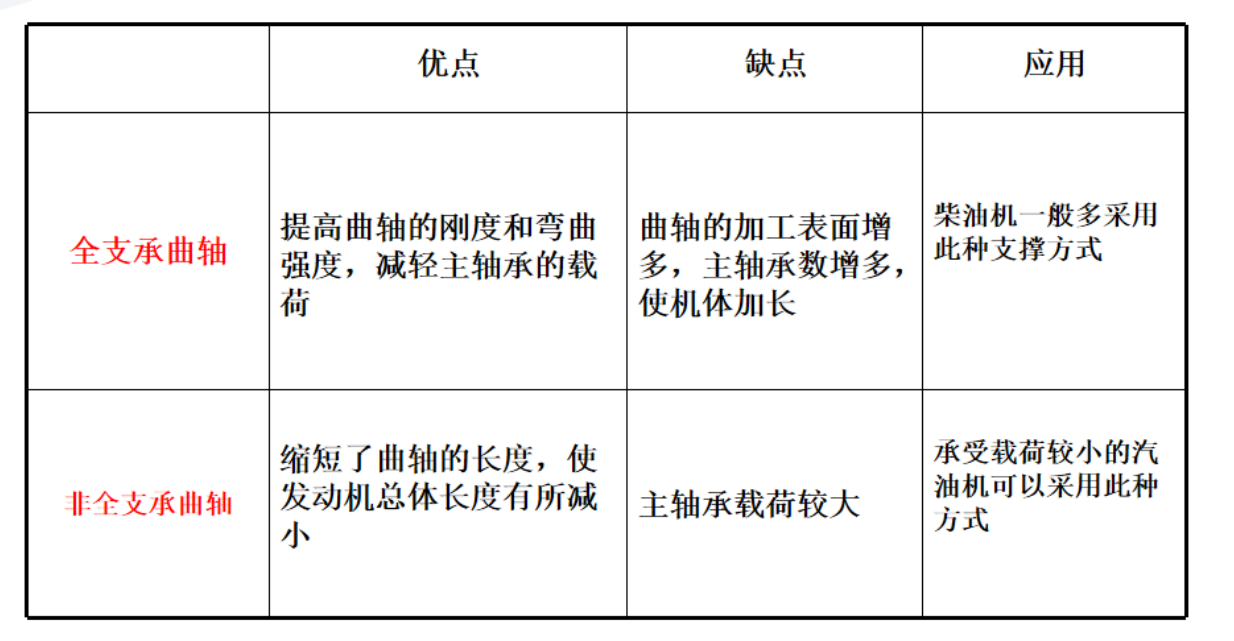 优点
缺点
应用
全支承曲轴
提高曲轴的刚度和弯曲
强度，减轻主轴承的载
荷
曲轴的加工表面增
多，主轴承数增多，
使机体加长
柴油机一般多采用
此种支撑方式
非全支承曲轴
缩短了曲轴的长度，使
发动机总体长度有所减
小
主轴承载荷较大
承受载荷较小的汽
油机可以采用此种
方式